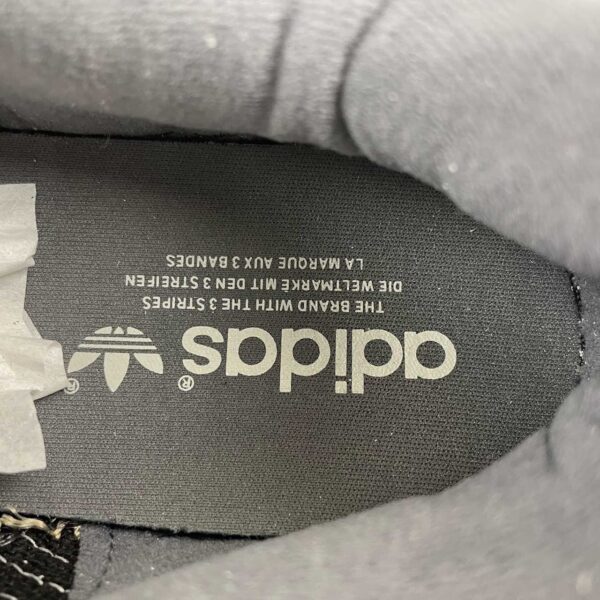 adidas®®
THE BRAND WITH THE 3 STRIPES
DIE WELTMARKE MIT DEN 3 STREIFEN
LA MARQUE AUX 3 BANDES